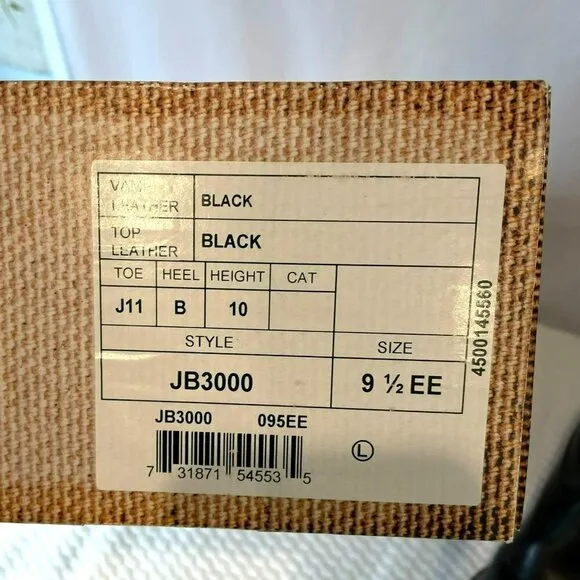 VAMP
LEATHER
BLACK
TOP
LEATHER
BLACK
TOE HEEL HEIGHT CAT
J11 B 10
STYLE SIZE
JB3000 9 ½ EE
4500145560
JB3000 095EE
7 31871 54553 5
L